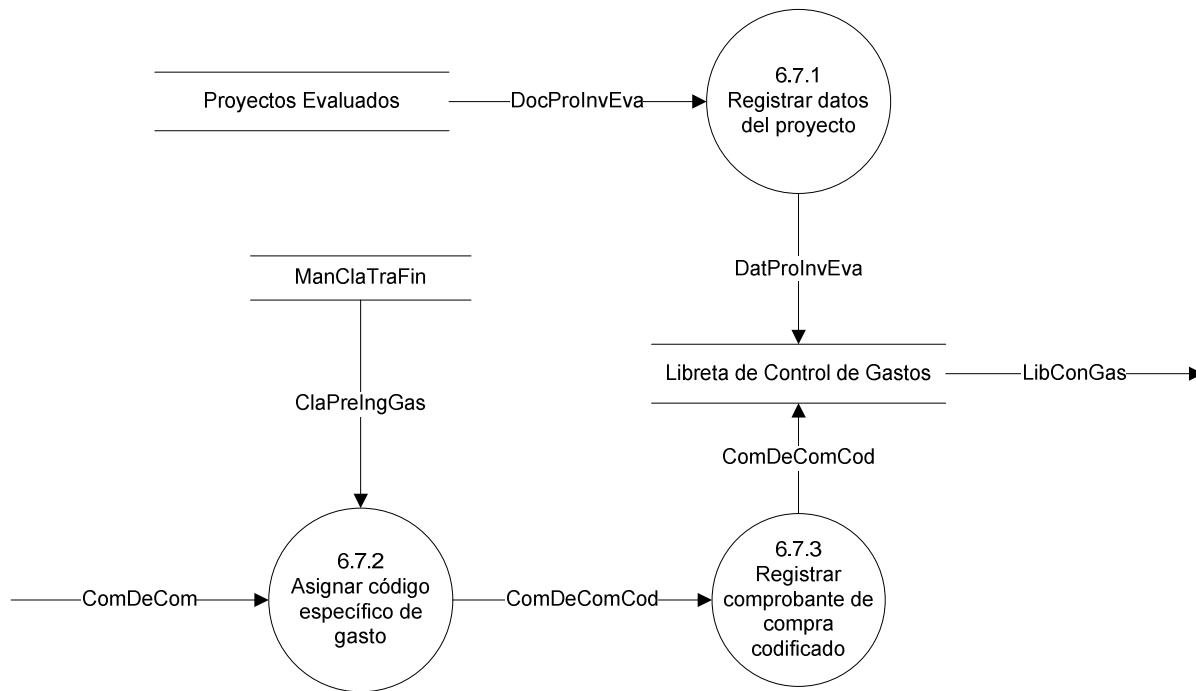 6.7.1
Registrar datos
del proyecto
Proyectos Evaluados
DocProInvEva
DatProInvEva
ManClaTraFin
ClaPreIngGas
Libreta de Control de Gastos
LibConGas
ComDeComCod
6.7.2
Asignar código
específico de
gasto
ComDeCom
ComDeComCod
6.7.3
Registrar
comprobante de
compra
codificado